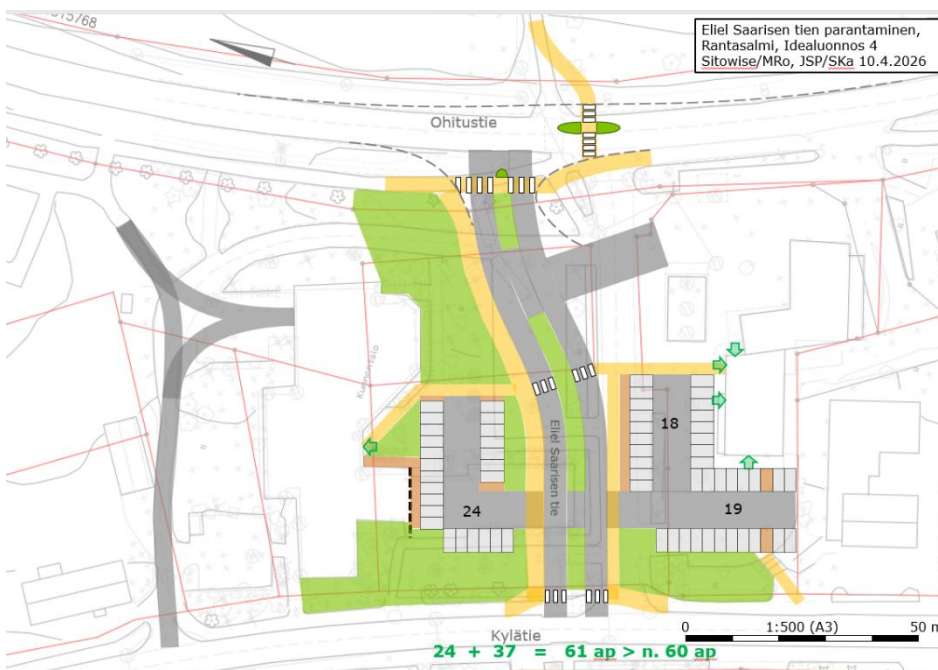 315768
Eliel Saarisen tien parantaminen,
Rantasalmi, Idealuonnos 4
Sitowise/MRo, JSP/SKa 10.4.2026
Ohitustie
Eliel Saarisen tie
18
24
19
0 1:500 (A3) 50 m
Kylätie
24 + 37 = 61 ap > n. 60 ap